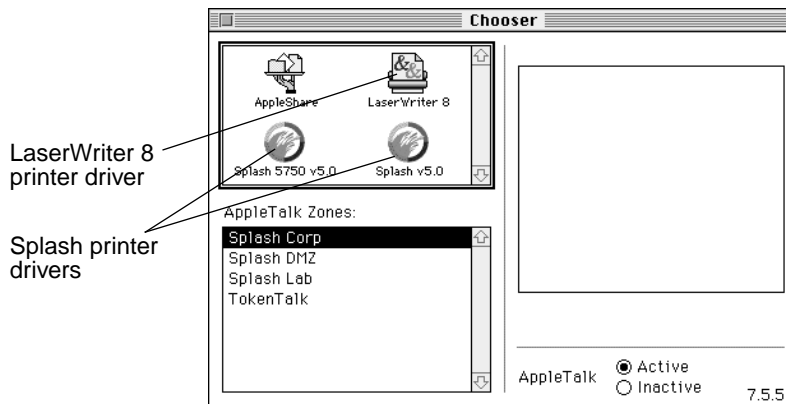 Chooser
AppleShare
LaserWriter 8
Splash 5750 v5.0
Splash v5.0
LaserWriter 8
printer driver
Splash printer
drivers
AppleTalk Zones:
Splash Corp
Splash DMZ
Splash Lab
TokenTalk
AppleTalk
Active
Inactive
7.5.5